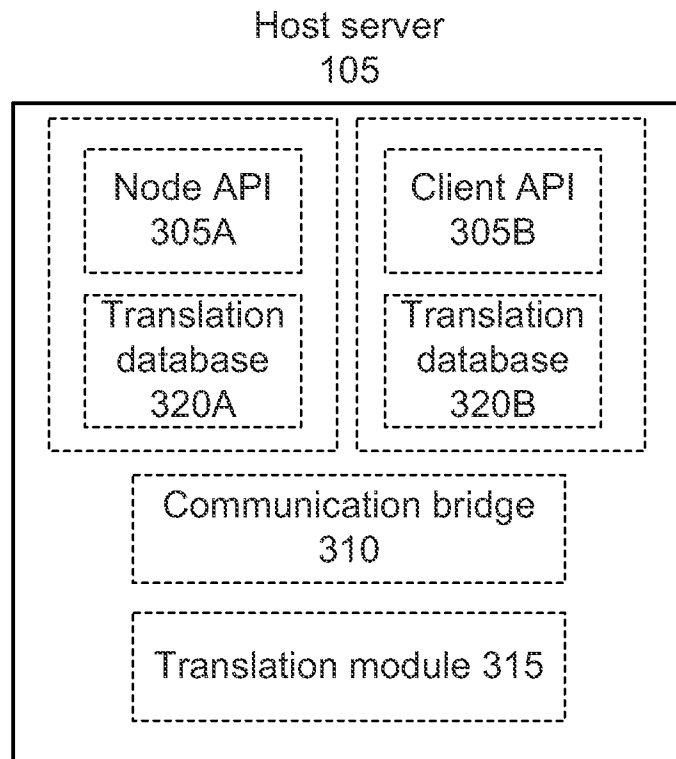 Host server
105
Node API
305A
Client API
305B
Translation
database
320A
Translation
database
320B
Communication bridge
310
Translation module 315